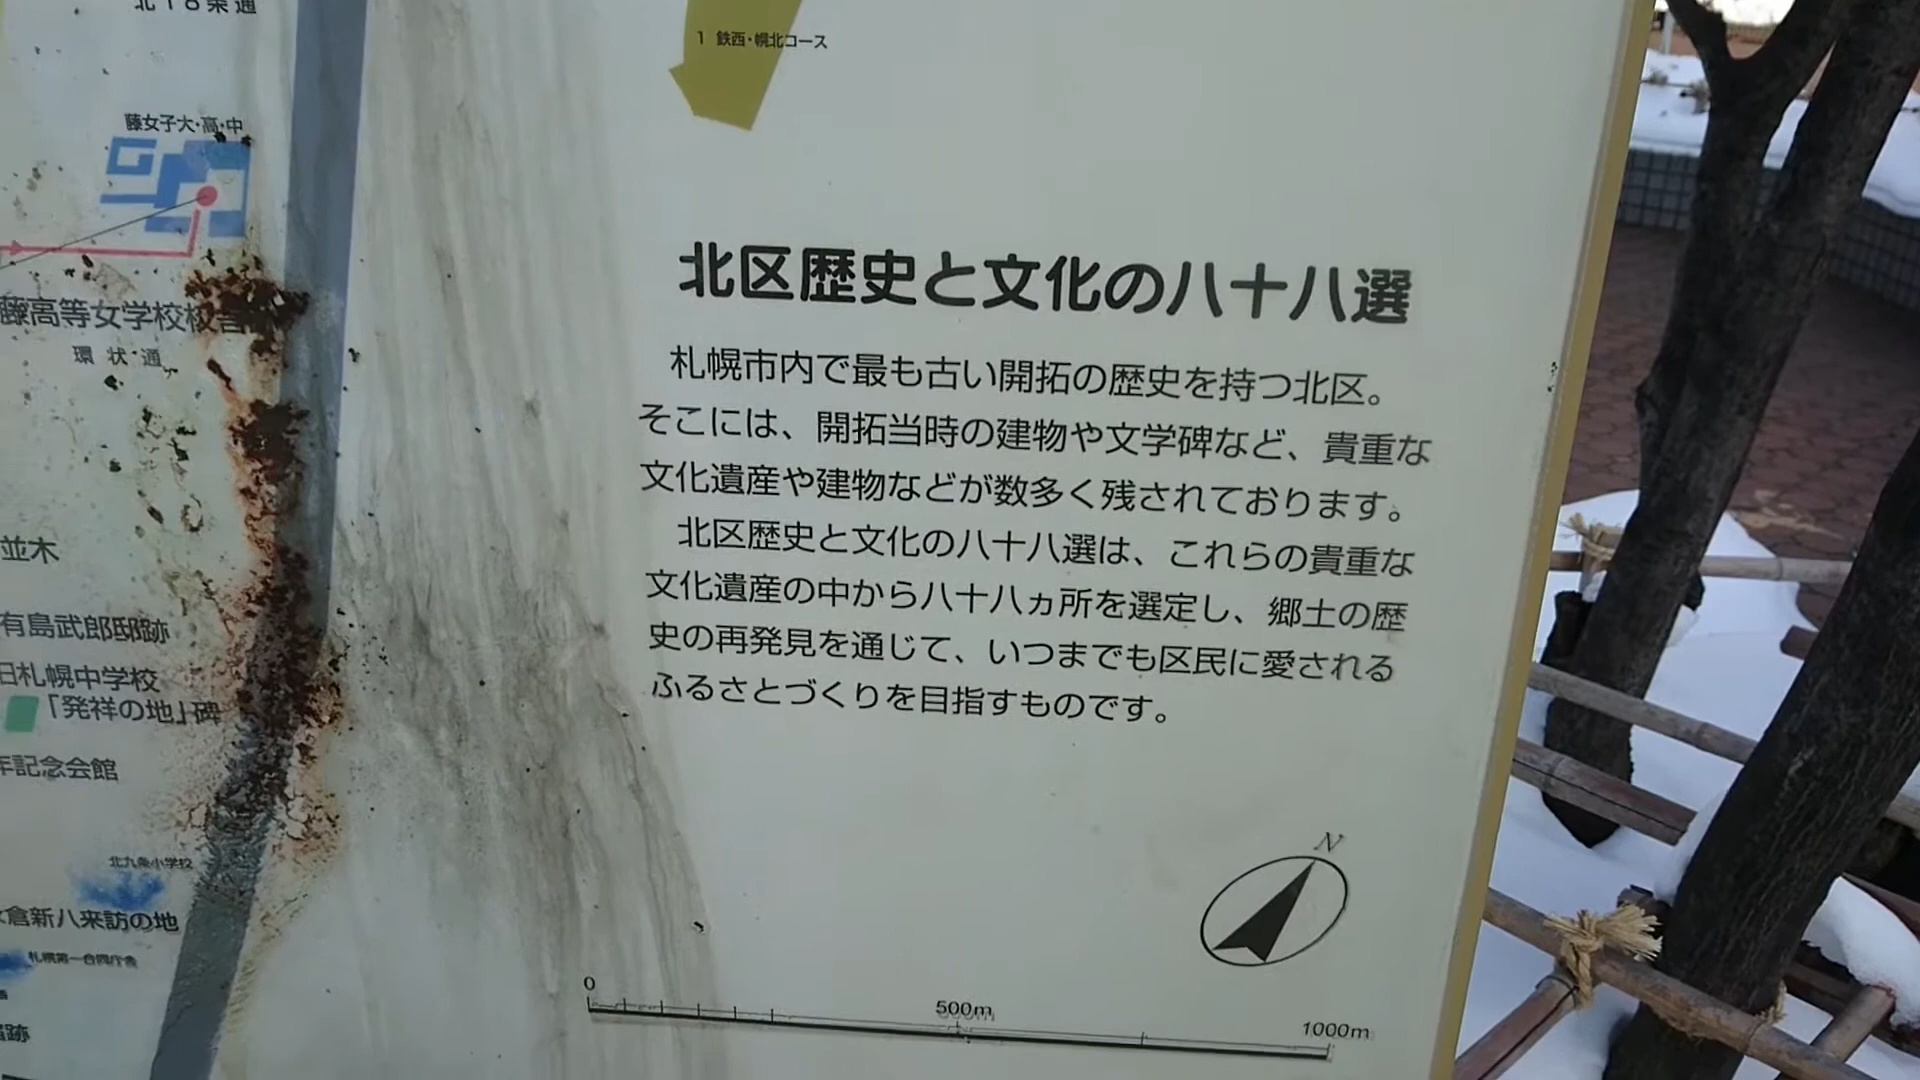 北18条通
1 鉄西・幌北コース
藤女子大・高・中
藤高等女学校校舎
環状通
並木
有島武郎邸跡
旧札幌中学校
「発祥の地」碑
年記念会館
北九条小学校
倉新八来訪の地
札幌第一合同庁舎
跡
北区歴史と文化の八十八選
札幌市内で最も古い開拓の歴史を持つ北区。
そこには、開拓当時の建物や文学碑など、貴重な
文化遺産や建物などが数多く残されております。
北区歴史と文化の八十八選は、これらの貴重な
文化遺産の中から八十八ヵ所を選定し、郷土の歴
史の再発見を通じて、いつまでも区民に愛される
ふるさとづくりを目指すものです。
N
0
500m
1000m